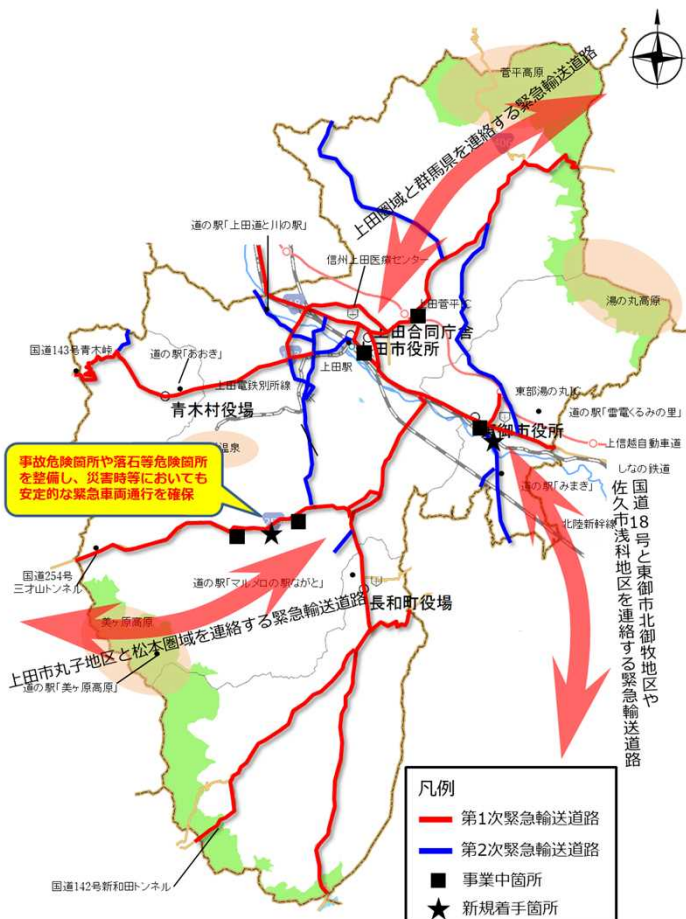 菅平高原
上田圏域と群馬県を連絡する緊急輸送道路
道の駅「上田道と川の駅」
信州上田医療センター
湯の丸高原
上田菅平IC
上田合同庁舎
田市役所
国道143号青木峠
道の駅「あおき」
上田駅
上田電鉄別所線
青木村役場
東部湯の丸IC
道の駅「雷電くるみの里」
御市役所
上信越自動車道
温泉
しなの鉄道
道の駅「みまき」
北陸新幹線
事故危険箇所や落石等危険箇所
を整備し、災害時等においても
安定的な緊急車両通行を確保
国道18号と東御市北御牧地区や
佐久市浅科地区を連絡する緊急輸送道路
国道254号
三才山トンネル
道の駅「マルメロの駅ながと」
長和町役場
美ヶ原高原
上田市丸子地区と松本圏域を連絡する緊急輸送道路
道の駅「美ヶ原高原」
国道142号新和田トンネル
凡例
第1次緊急輸送道路
第2次緊急輸送道路
事業中箇所
新規着手箇所